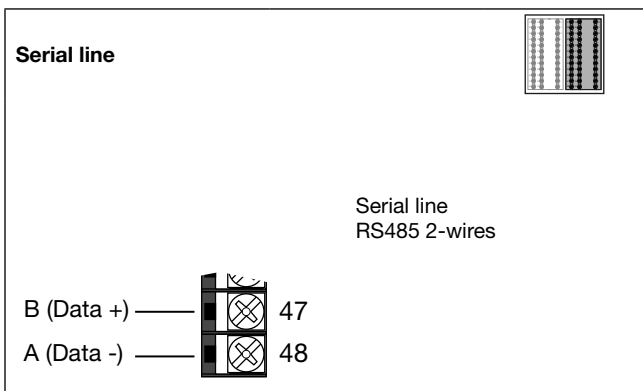 Serial line
Serial line
RS485 2-wires
B (Data +)
47
A (Data -)
48